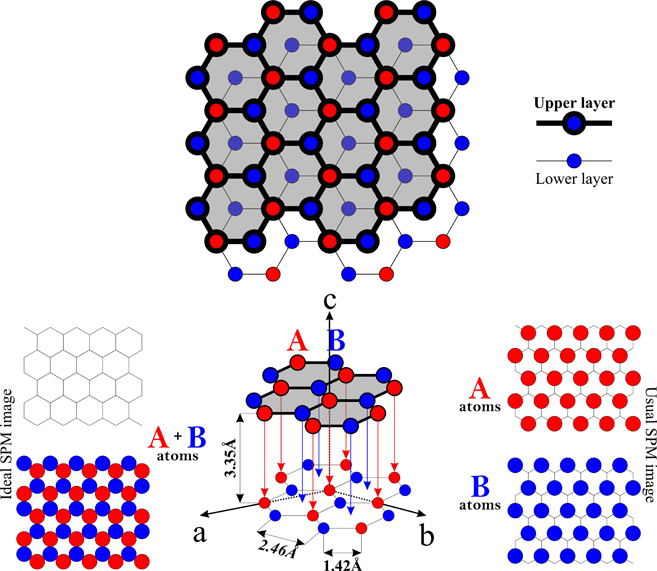 Upper layer
Lower layer
c
A B
Ideal SPM image
A + B
atoms
3.35Å
a
b
2.46Å
1.42Å
A
atoms
B
atoms
Usual SPM image